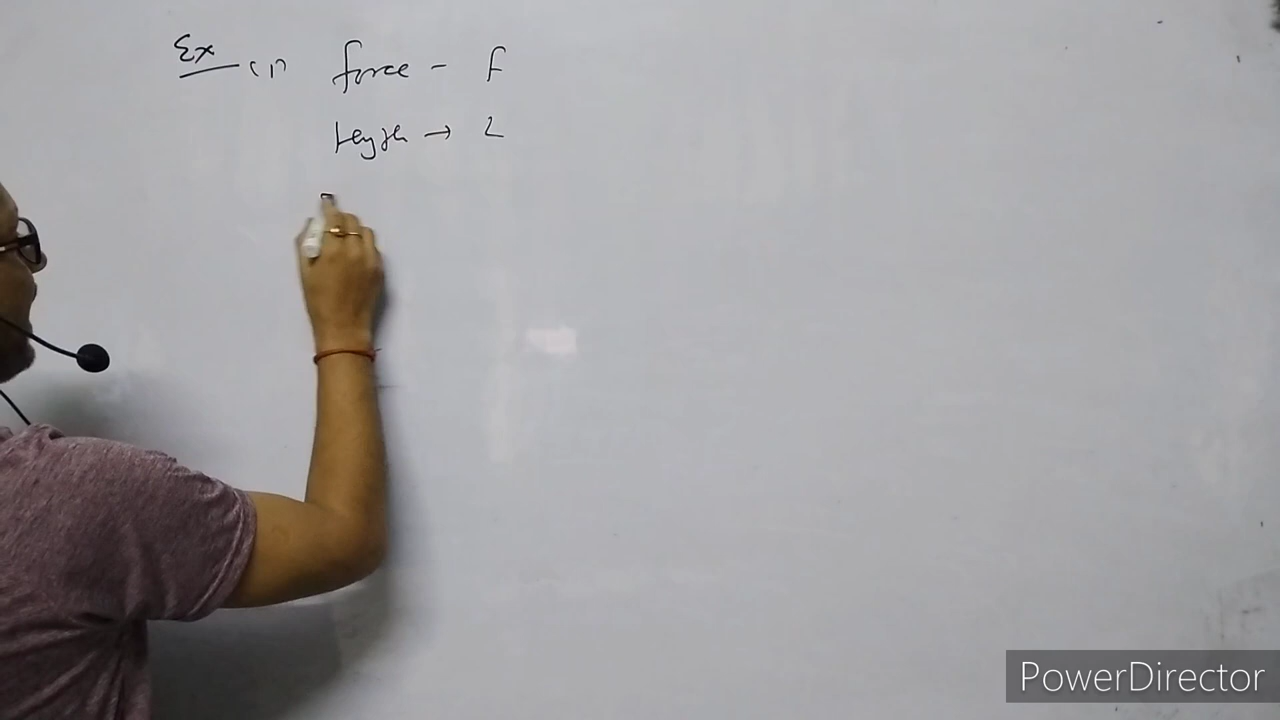 Ex (1) force - F
length → L
PowerDirector